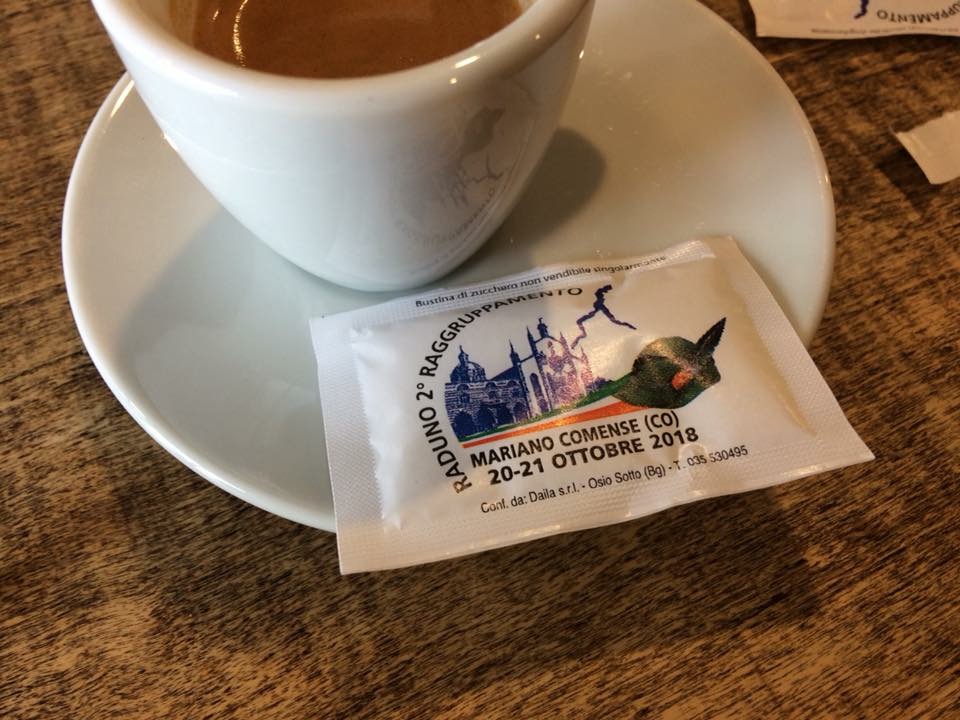 Bustina di zucchero non vendibile singolarmente
RADUNO 2° RAGGRUPPAMENTO
MARIANO COMENSE (CO)
20-21 OTTOBRE 2018
Conf. da: Daila s.r.l. - Osio Sotto (Bg) - T. 035 530495